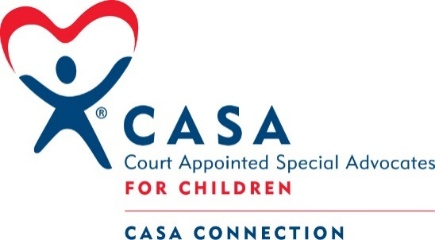 ® CASA
Court Appointed Special Advocates
FOR CHILDREN
CASA CONNECTION